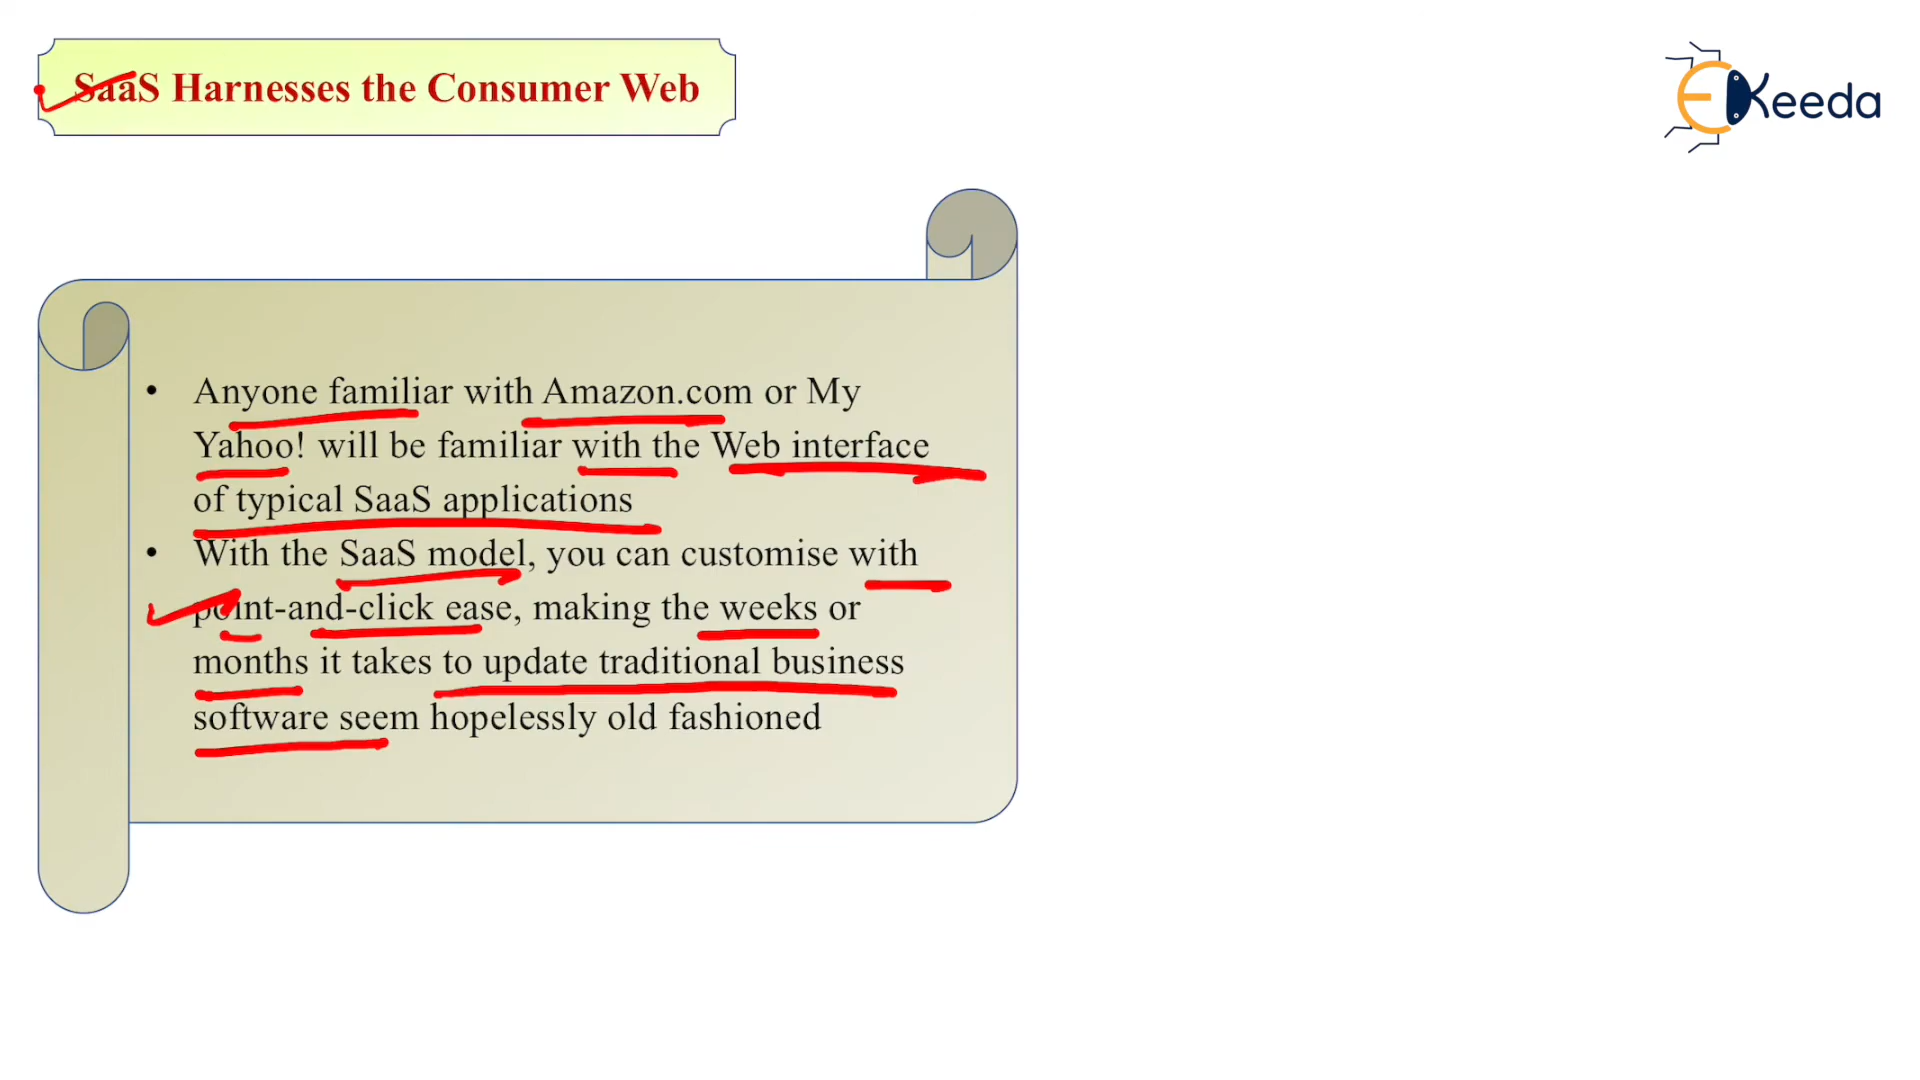 SaaS Harnesses the Consumer Web
EKeeda
• Anyone familiar with Amazon.com or My
Yahoo! will be familiar with the Web interface
of typical SaaS applications
• With the SaaS model, you can customise with
point-and-click ease, making the weeks or
months it takes to update traditional business
software seem hopelessly old fashioned